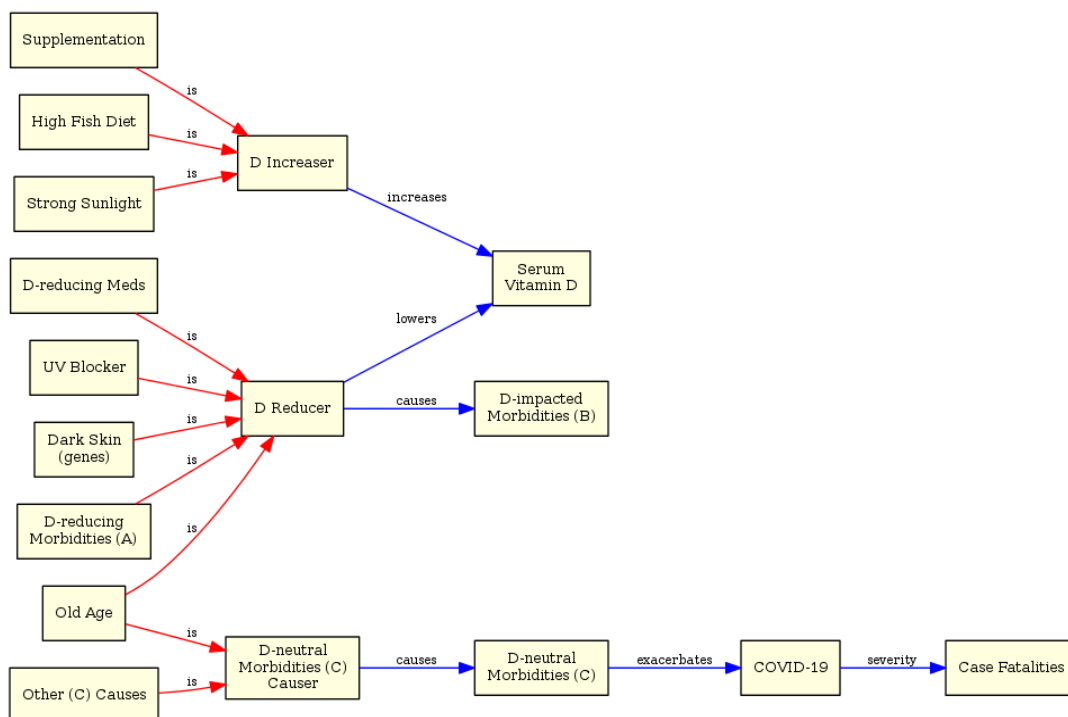 Supplementation
is
High Fish Diet
is
D Increaser
Strong Sunlight
is
increases
Serum
Vitamin D
D-reducing Meds
is
lowers
UV Blocker
is
D Reducer
causes
D-impacted
Morbidities (B)
Dark Skin
(genes)
is
is
D-reducing
Morbidities (A)
is
Old Age
is
D-neutral
Morbidities (C)
Causer
causes
D-neutral
Morbidities (C)
exacerbates
COVID-19
severity
Case Fatalities
Other (C) Causes
is